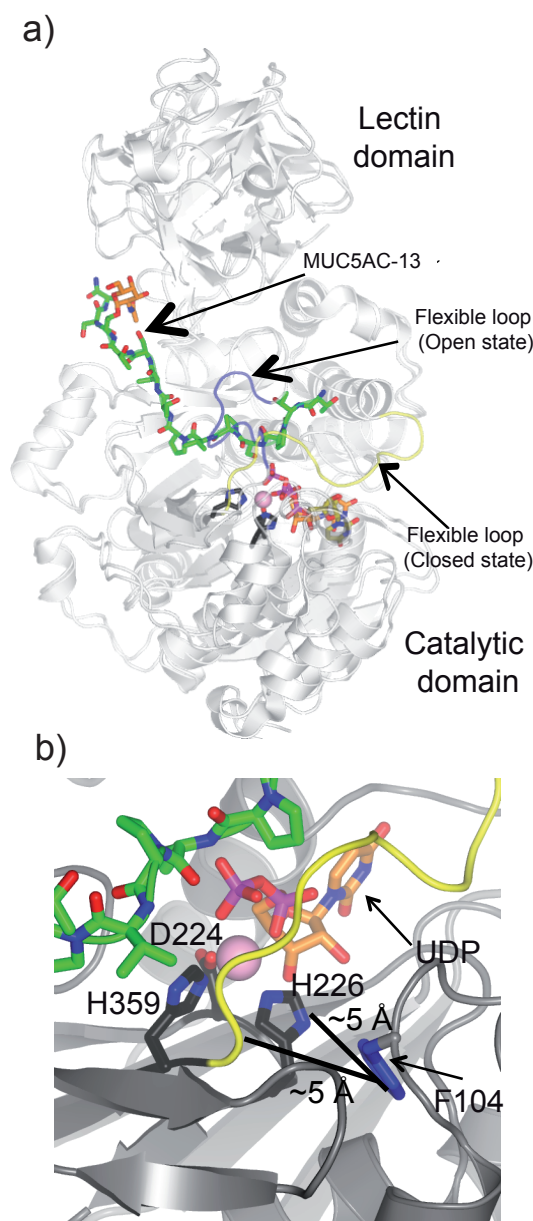 a)
Lectin
domain
MUC5AC-13
Flexible loop
(Open state)
Flexible loop
(Closed state)
Catalytic
domain
b)
D224
UDP
H359
H226
~5 Å
~5 Å
F104